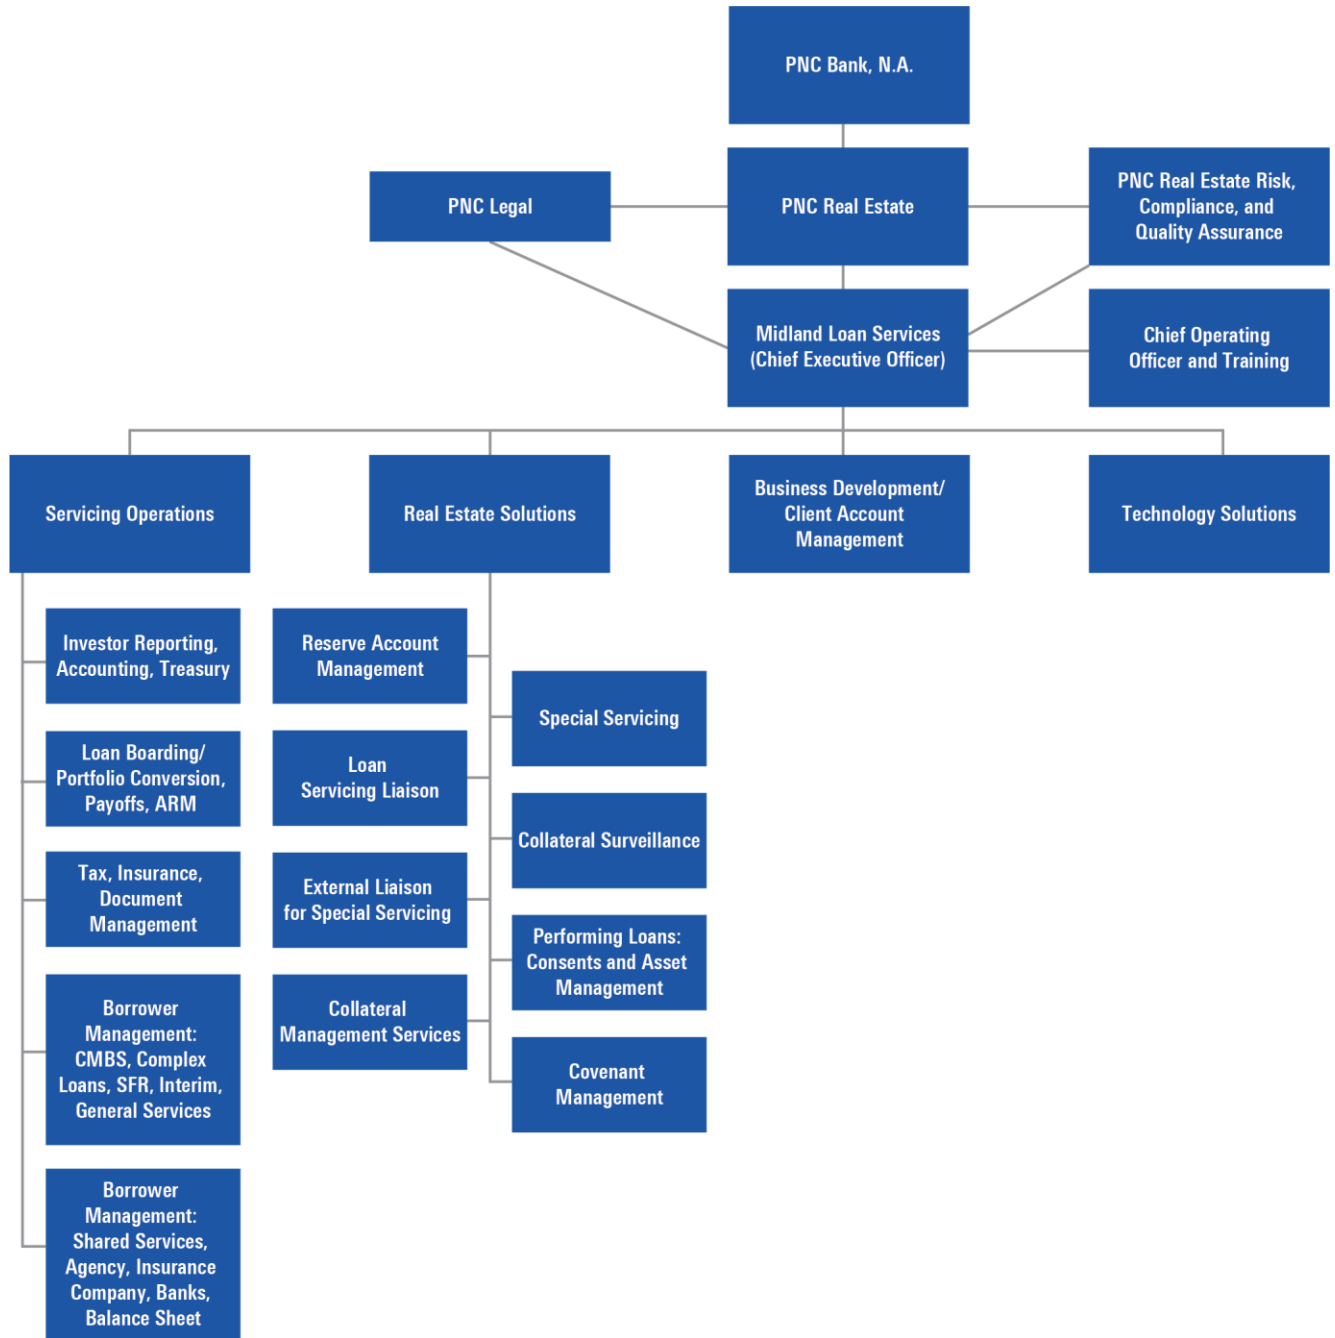 PNC Bank, N.A.
PNC Legal
PNC Real Estate
PNC Real Estate Risk,
Compliance, and
Quality Assurance
Midland Loan Services
(Chief Executive Officer)
Chief Operating
Officer and Training
Servicing Operations
Real Estate Solutions
Business Development/
Client Account
Management
Technology Solutions
Investor Reporting,
Accounting, Treasury
Loan Boarding/
Portfolio Conversion,
Payoffs, ARM
Tax, Insurance,
Document
Management
Borrower
Management:
CMBS, Complex
Loans, SFR, Interim,
General Services
Borrower
Management:
Shared Services,
Agency, Insurance
Company, Banks,
Balance Sheet
Reserve Account
Management
Loan
Servicing Liaison
External Liaison
for Special Servicing
Collateral
Management Services
Special Servicing
Collateral Surveillance
Performing Loans:
Consents and Asset
Management
Covenant
Management